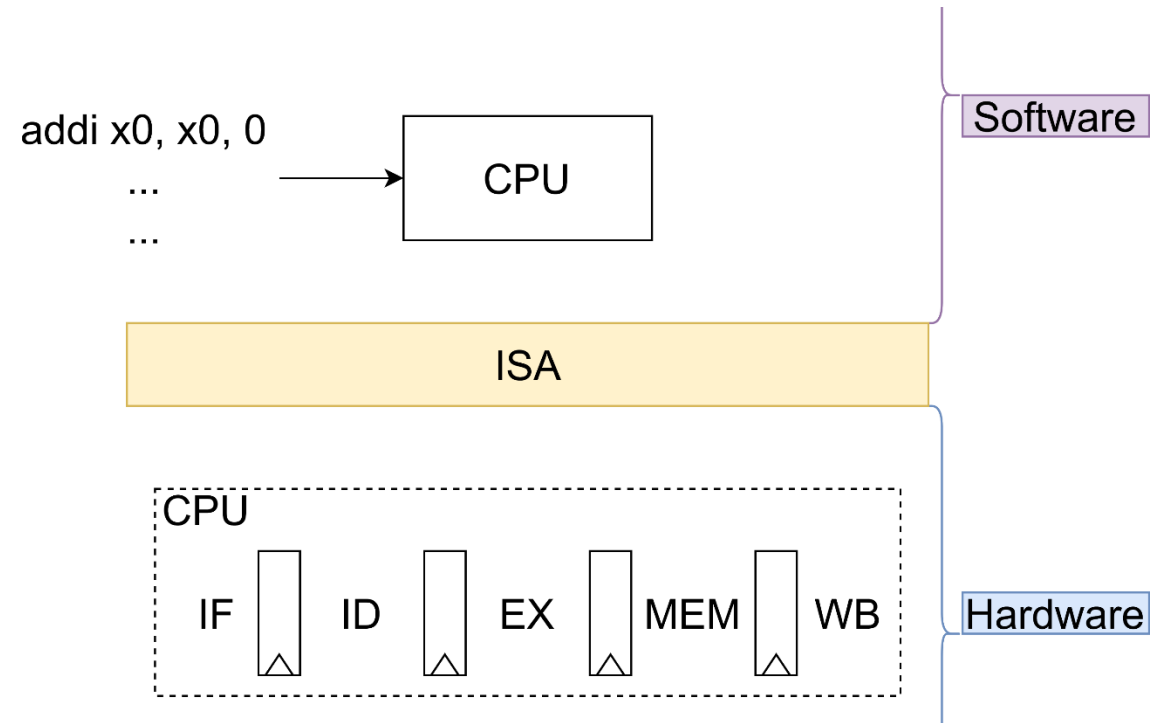 addi x0, x0, 0
...
...
CPU
Software
ISA
CPU
IF
ID
EX
MEM
WB
Hardware